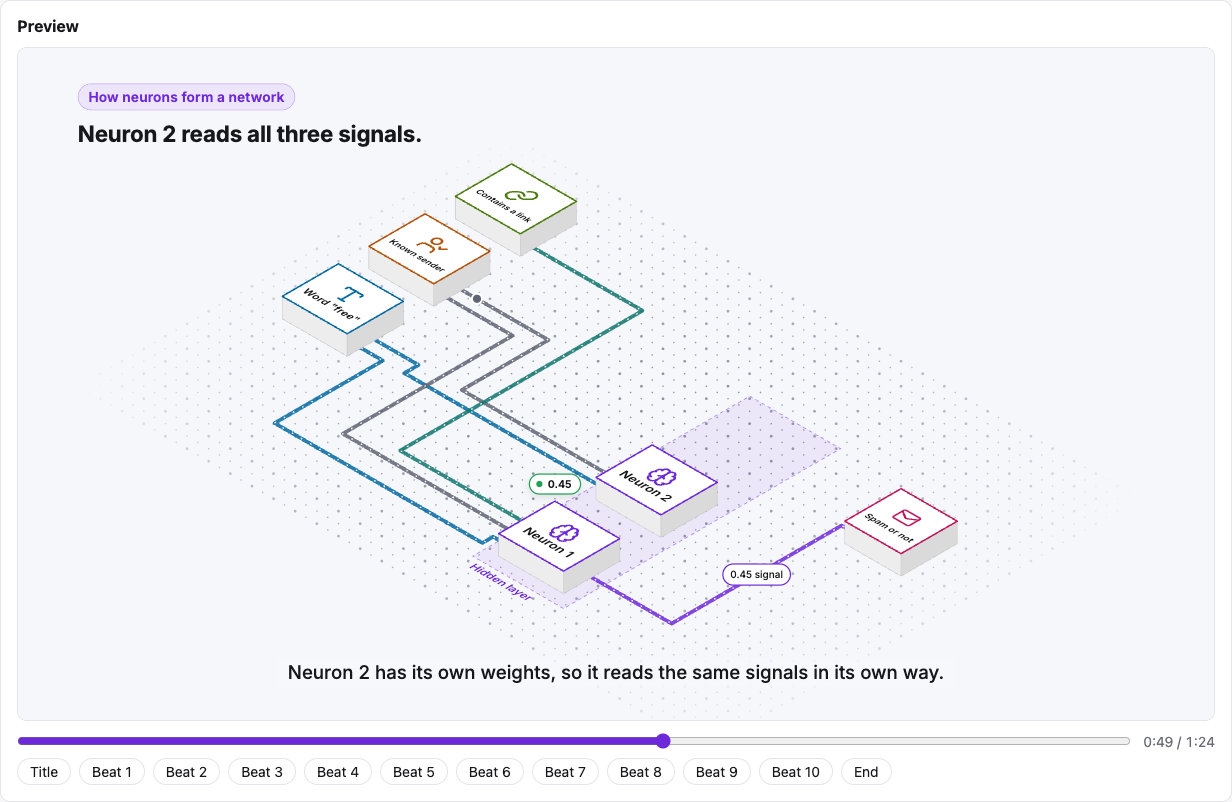 Preview
How neurons form a network
Neuron 2 reads all three signals.
Contains a link
Known sender
Word "free"
Neuron 2
0.45
Neuron 1
Spam or not
Hidden layer
0.45 signal
Neuron 2 has its own weights, so it reads the same signals in its own way.
0:49 / 1:24
Title
Beat 1
Beat 2
Beat 3
Beat 4
Beat 5
Beat 6
Beat 7
Beat 8
Beat 9
Beat 10
End